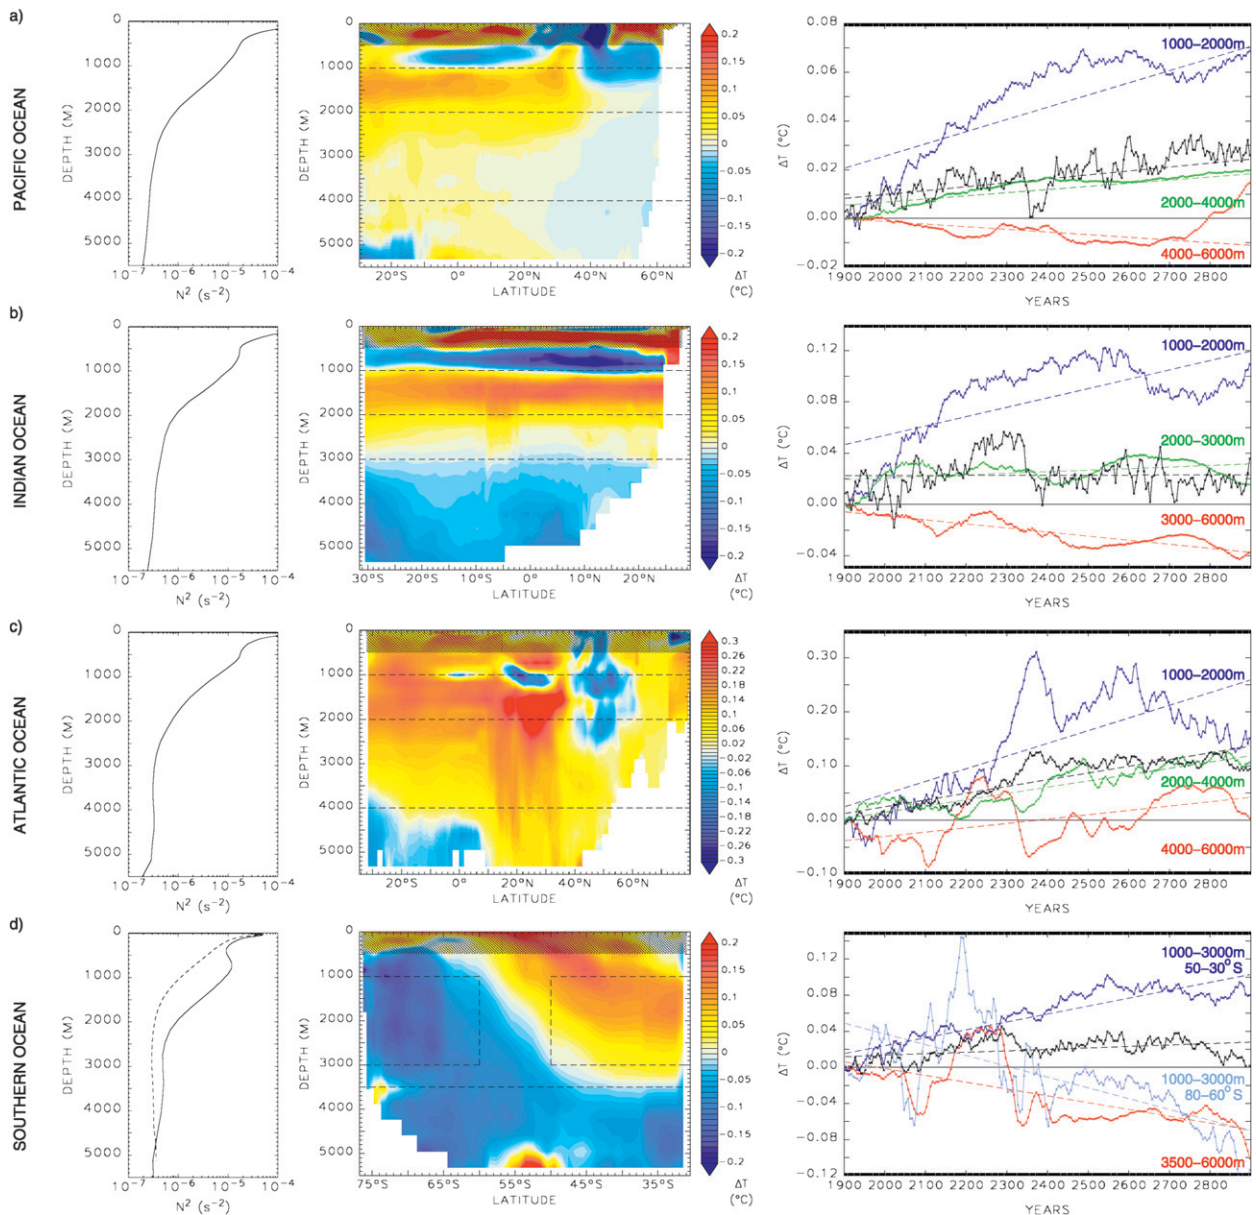 a)
PACIFIC OCEAN
DEPTH (M)
0
1000
2000
3000
4000
5000
10⁻⁷ 10⁻⁶ 10⁻⁵ 10⁻⁴
N² (s⁻²)
DEPTH (M)
0
1000
2000
3000
4000
5000
20°S 0° 20°N 40°N 60°N
LATITUDE
0.2
0.15
0.1
0.05
0
-0.05
-0.1
-0.15
-0.2
ΔT
(°C)
ΔT (°C)
0.08
0.06
0.04
0.02
0.00
-0.02
1000-2000m
2000-4000m
4000-6000m
1900 2000 2100 2200 2300 2400 2500 2600 2700 2800
YEARS
b)
INDIAN OCEAN
DEPTH (M)
0
1000
2000
3000
4000
5000
10⁻⁷ 10⁻⁶ 10⁻⁵ 10⁻⁴
N² (s⁻²)
DEPTH (M)
0
1000
2000
3000
4000
5000
30°S 20°S 10°S 0° 10°N 20°N
LATITUDE
0.2
0.15
0.1
0.05
0
-0.05
-0.1
-0.15
-0.2
ΔT
(°C)
ΔT (°C)
0.12
0.08
0.04
0.00
-0.04
1000-2000m
2000-3000m
3000-6000m
1900 2000 2100 2200 2300 2400 2500 2600 2700 2800
YEARS
c)
ATLANTIC OCEAN
DEPTH (M)
0
1000
2000
3000
4000
5000
10⁻⁷ 10⁻⁶ 10⁻⁵ 10⁻⁴
N² (s⁻²)
DEPTH (M)
0
1000
2000
3000
4000
5000
20°S 0° 20°N 40°N 60°N
LATITUDE
0.3
0.26
0.22
0.18
0.14
0.1
0.06
0.02
-0.02
-0.06
-0.1
-0.14
-0.18
-0.22
-0.26
-0.3
ΔT
(°C)
ΔT (°C)
0.30
0.20
0.10
0.00
-0.10
1000-2000m
2000-4000m
4000-6000m
1900 2000 2100 2200 2300 2400 2500 2600 2700 2800
YEARS
d)
SOUTHERN OCEAN
DEPTH (M)
0
1000
2000
3000
4000
5000
10⁻⁷ 10⁻⁶ 10⁻⁵ 10⁻⁴
N² (s⁻²)
DEPTH (M)
0
1000
2000
3000
4000
5000
75°S 65°S 55°S 45°S 35°S
LATITUDE
0.2
0.15
0.1
0.05
0
-0.05
-0.1
-0.15
-0.2
ΔT
(°C)
ΔT (°C)
0.12
0.08
0.04
0.00
-0.04
-0.08
-0.12
1000-3000m
50-30°S
1000-3000m
80-60°S
3500-6000m
1900 2000 2100 2200 2300 2400 2500 2600 2700 2800
YEARS